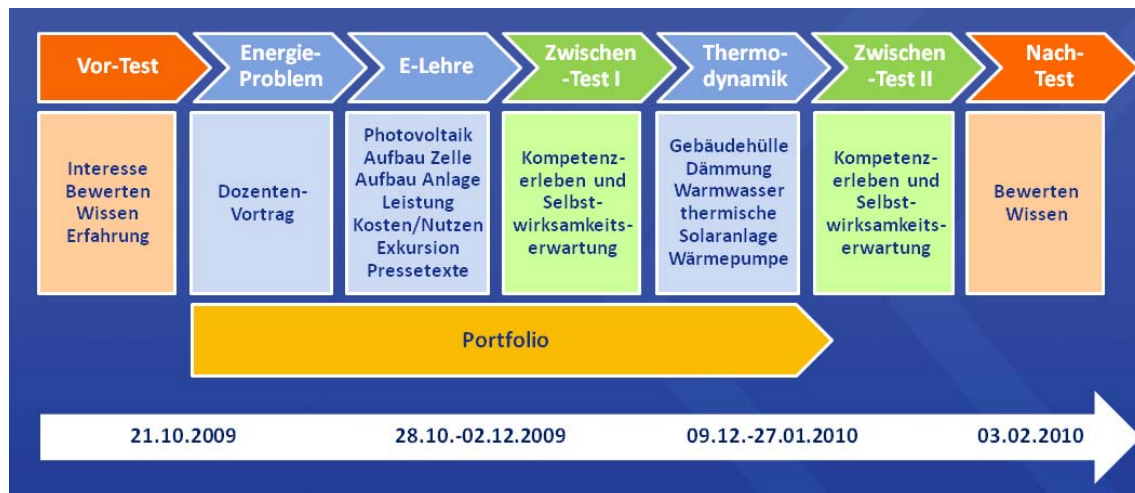 Vor-Test
Energie-
Problem
E-Lehre
Zwischen
-Test I
Thermo-
dynamik
Zwischen
-Test II
Nach-
Test
Interesse
Bewerten
Wissen
Erfahrung
Dozenten-
Vortrag
Photovoltaik
Aufbau Zelle
Aufbau Anlage
Leistung
Kosten/Nutzen
Exkursion
Pressetexte
Kompetenz-
erleben und
Selbst-
wirksamkeits-
erwartung
Gebäudehülle
Dämmung
Warmwasser
thermische
Solaranlage
Wärmepumpe
Kompetenz-
erleben und
Selbst-
wirksamkeits-
erwartung
Bewerten
Wissen
Portfolio
21.10.2009
28.10.-02.12.2009
09.12.-27.01.2010
03.02.2010